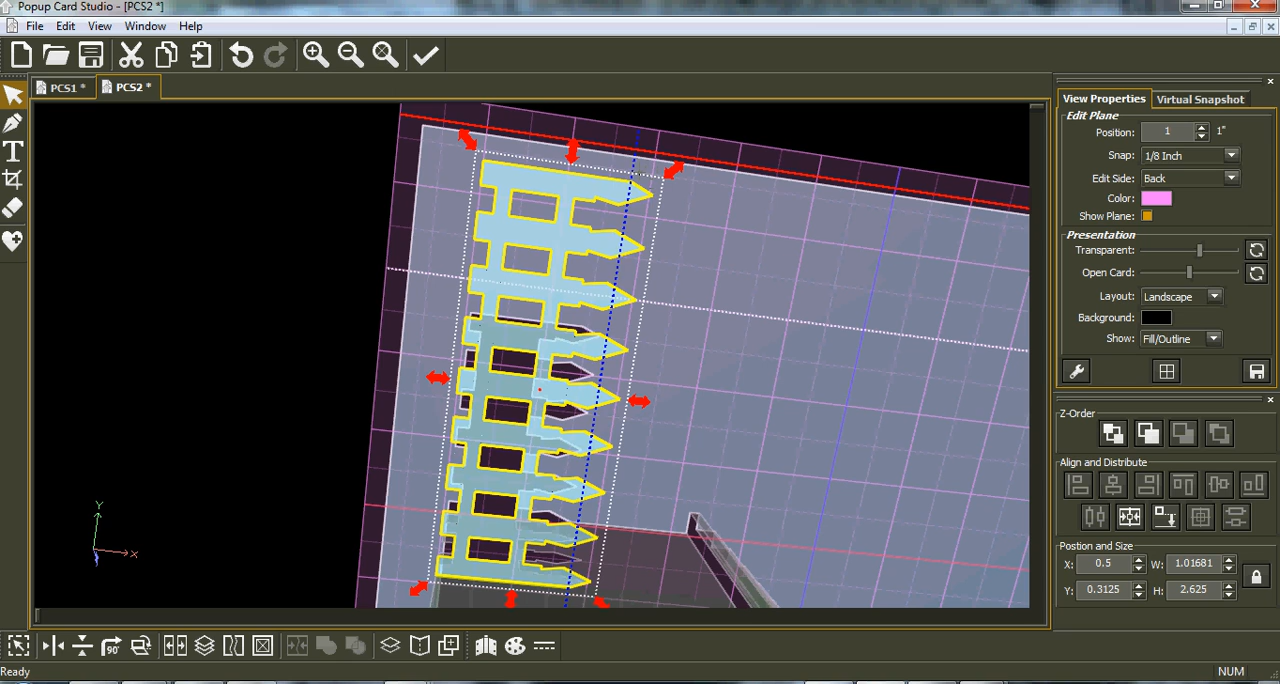 Popup Card Studio - [PCS2 *]
File Edit View Window Help
PCS1 * PCS2 *
T
90
Y
X
View Properties Virtual Snapshot
Edit Plane
Position: 1 1"
Snap: 1/8 Inch
Edit Side: Back
Color:
Show Plane:
Presentation
Transparent:
Open Card:
Layout: Landscape
Background:
Show: Fill/Outline
Z-Order
Align and Distribute
Postion and Size
X: 0.5 W: 1.01681
Y: 0.3125 H: 2.625
Ready NUM